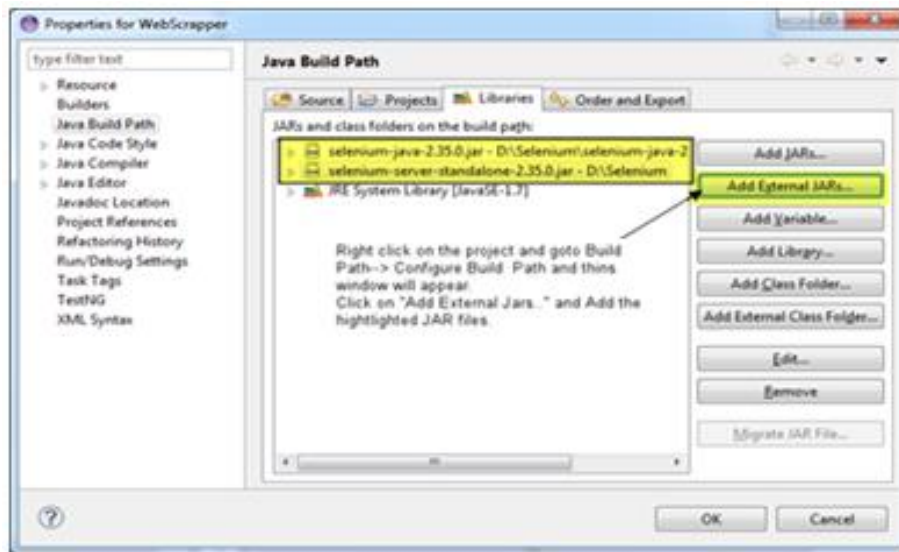 Properties for WebScrapper
type filter text
Resource
Builders
Java Build Path
Java Code Style
Java Compiler
Java Editor
Javadoc Location
Project References
Refactoring History
Run/Debug Settings
Task Tags
TestNG
XML Syntax
Java Build Path
Source Projects Libraries Order and Export
JARs and class folders on the build path:
selenium-java-2.35.0.jar - D:\Selenium\selenium-java-2
selenium-server-standalone-2.35.0.jar - D:\Selenium
JRE System Library [JavaSE-1.7]
Right click on the project and goto Build
Path--> Configure Build Path and thins
window will appear.
Click on "Add External Jars.." and Add the
hightlighted JAR files.
Add JARs...
Add External JARs...
Add Variable...
Add Library...
Add Class Folder...
Add External Class Folder...
Edit...
Remove
Migrate JAR File...
OK Cancel